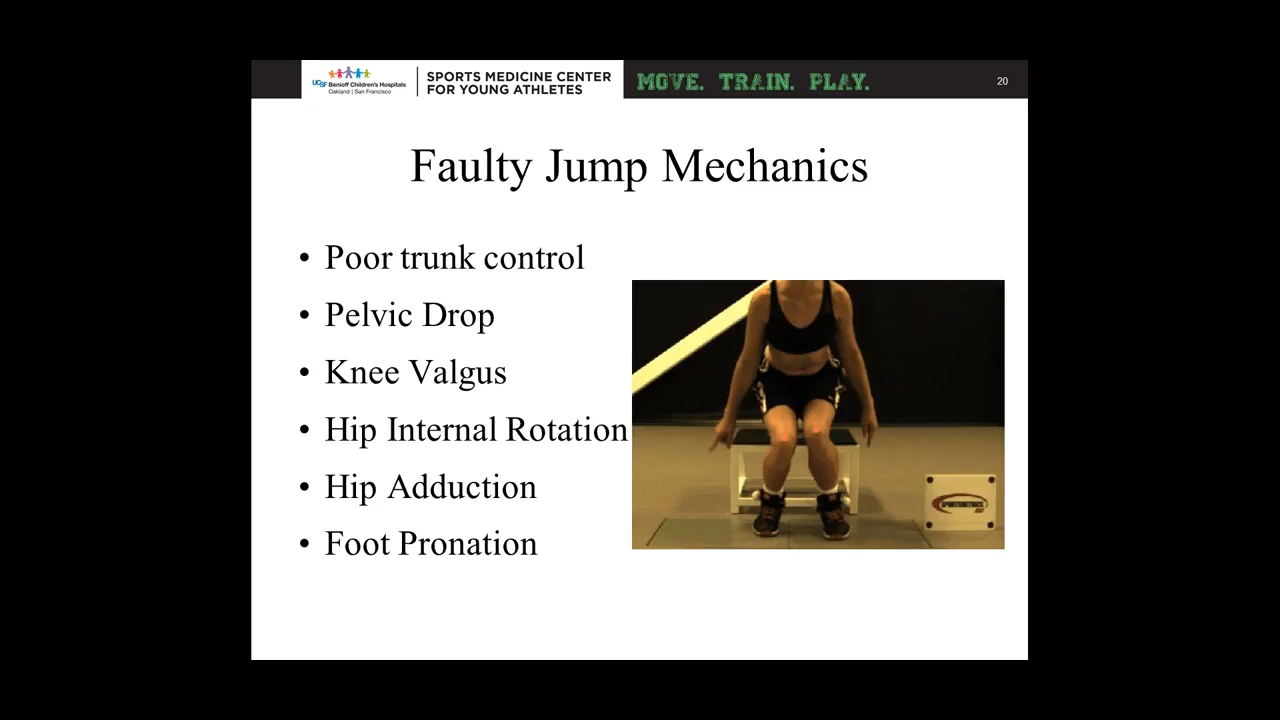 UCSF Benioff Children's Hospitals
Oakland | San Francisco
SPORTS MEDICINE CENTER
FOR YOUNG ATHLETES
MOVE. TRAIN. PLAY.
20
Faulty Jump Mechanics
• Poor trunk control
• Pelvic Drop
• Knee Valgus
• Hip Internal Rotation
• Hip Adduction
• Foot Pronation
SPORTSMETRICS